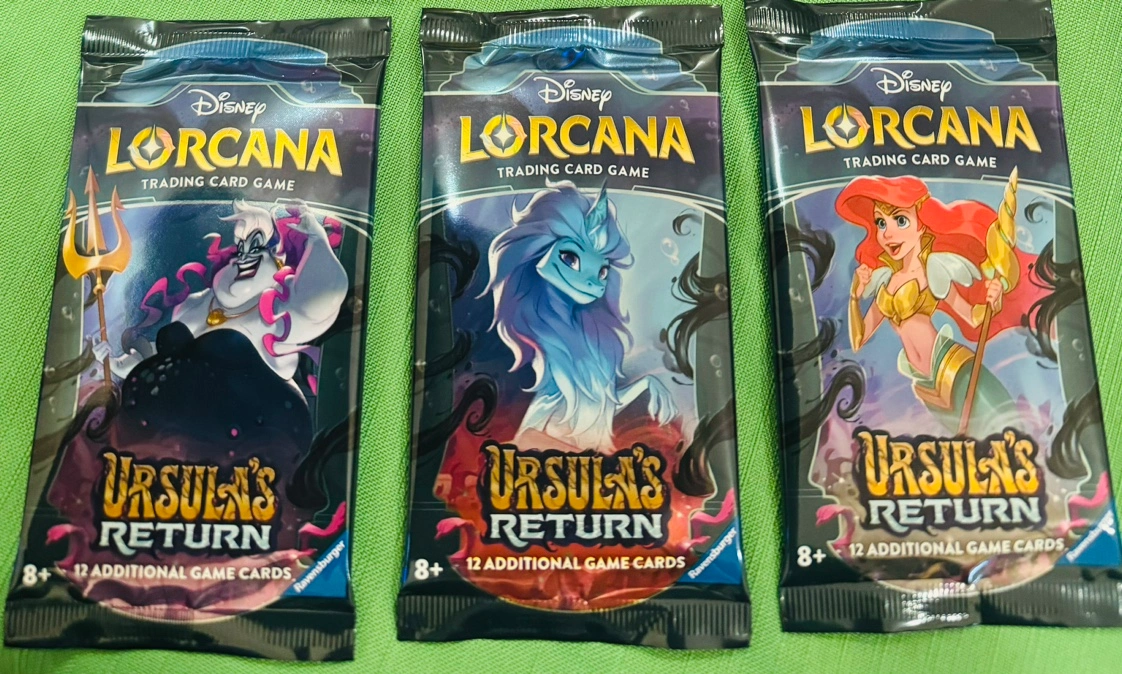 Disney
LORCANA
TRADING CARD GAME
URSULA'S
RETURN
8+
12 ADDITIONAL GAME CARDS
Ravensburger
Disney
LORCANA
TRADING CARD GAME
URSULA'S
RETURN
8+
12 ADDITIONAL GAME CARDS
Ravensburger
Disney
LORCANA
TRADING CARD GAME
URSULA'S
RETURN
8+
12 ADDITIONAL GAME CARDS